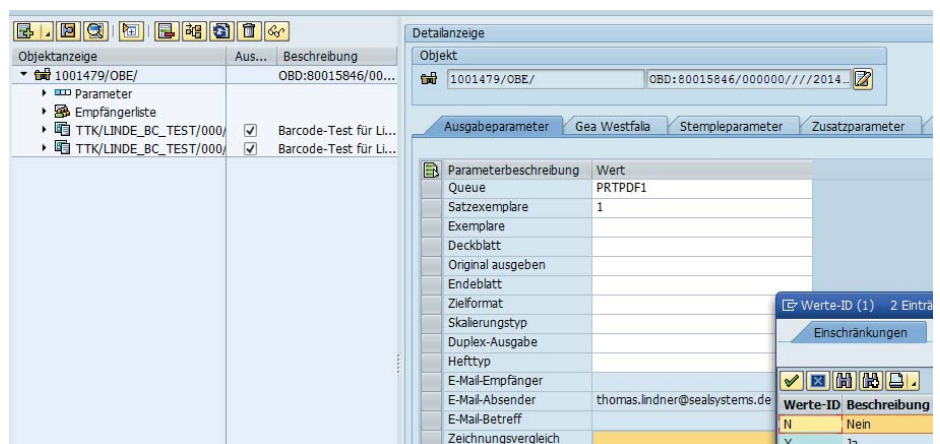 Objektanzeige Aus... Beschreibung
1001479/OBE/ OBD:80015846/00...
Parameter
Empfängerliste
TTK/LINDE_BC_TEST/000/ Barcode-Test für Li...
TTK/LINDE_BC_TEST/000/ Barcode-Test für Li...
Detailanzeige
Objekt
1001479/OBE/ OBD:80015846/000000////2014...
Ausgabeparameter Gea Westfalia Stempleparameter Zusatzparameter
Parameterbeschreibung Wert
Queue PRTPDF1
Satzexemplare 1
Exemplare
Deckblatt
Original ausgeben
Endeblatt
Zielformat
Skalierungstyp
Duplex-Ausgabe
Hefttyp
E-Mail-Empfänger
E-Mail-Absender thomas.lindner@sealsystems.de
E-Mail-Betreff
Zeichnungsvergleich
Werte-ID (1) 2 Einträ
Einschränkungen
Werte-ID Beschreibung
N Nein
Y Ja